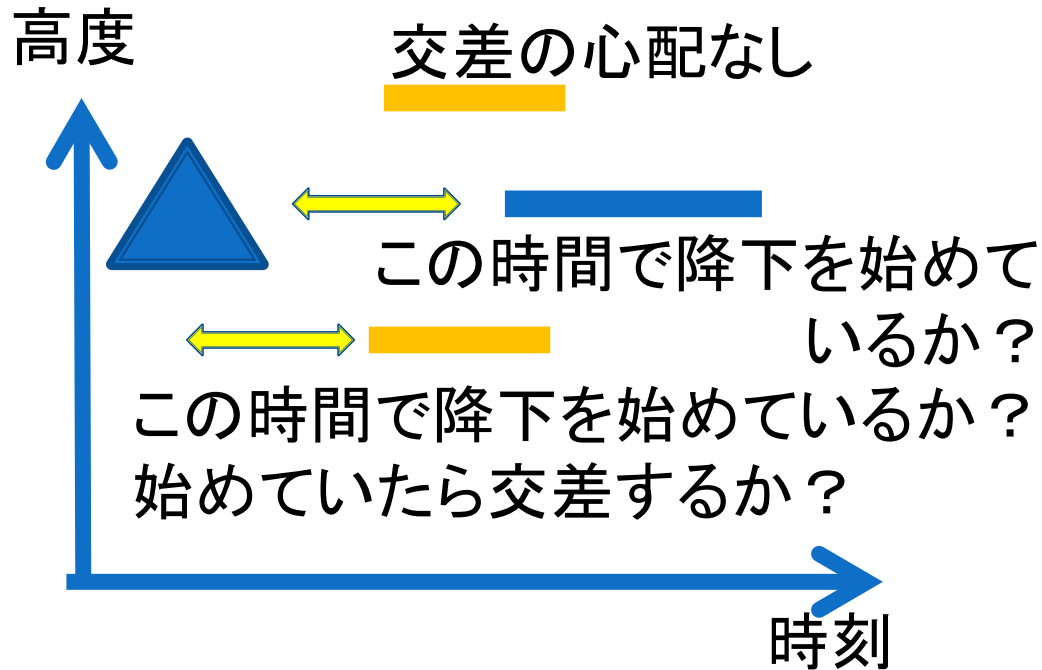 高度
交差の心配なし
この時間で降下を始めて
いるか？
この時間で降下を始めているか？
始めていたら交差するか？
時刻